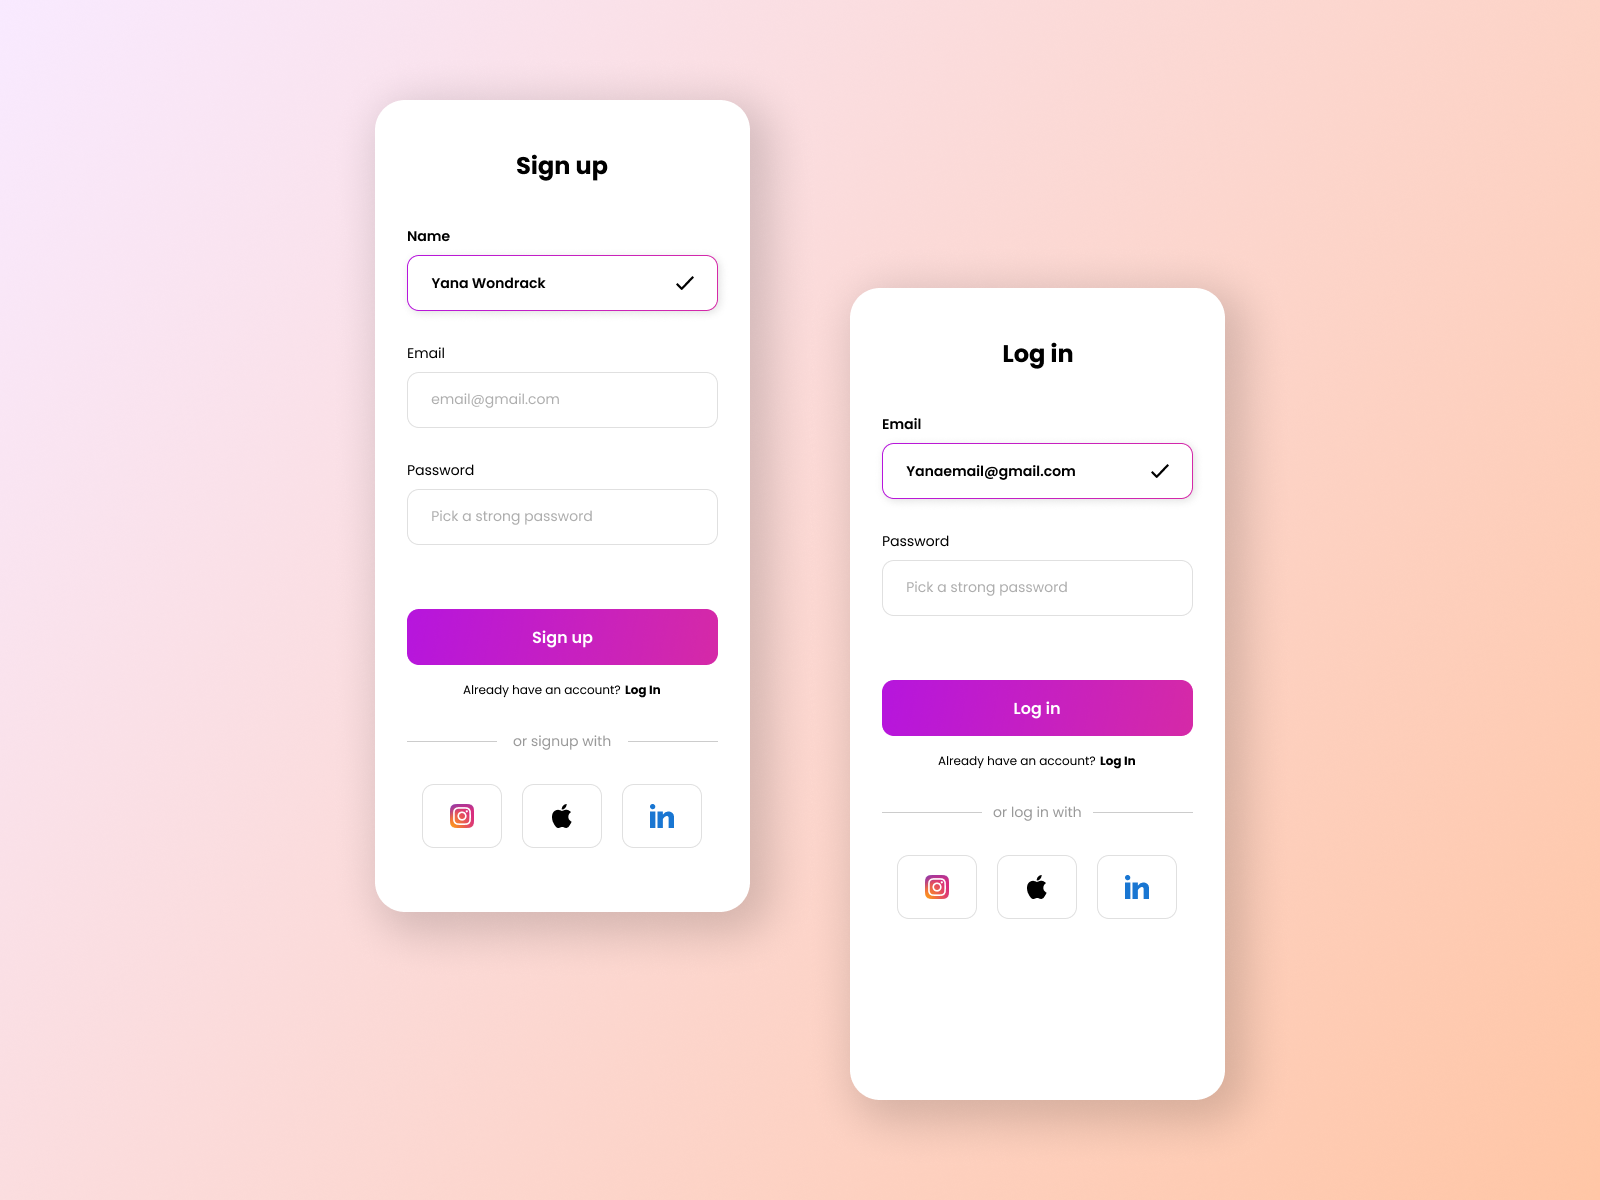 Sign up
Name
Yana Wondrack
Email
email@gmail.com
Password
Pick a strong password
Sign up
Already have an account? Log In
or signup with
in
Log in
Email
Yanaemail@gmail.com
Password
Pick a strong password
Log in
Already have an account? Log In
or log in with
in